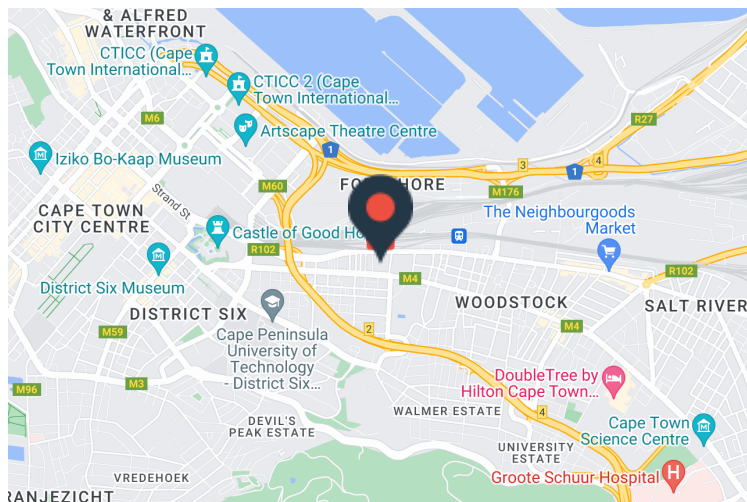 & ALFRED
WATERFRONT
CTICC (Cape
Town International...
CTICC 2 (Cape
Town International...
M6
Artscape Theatre Centre
R27
1
Iziko Bo-Kaap Museum
3
4
1
M60
FO
HORE
M176
Strand St
CAPE TOWN
CITY CENTRE
The Neighbourgoods
Market
Castle of Good Ho
R102
R102
M4
District Six Museum
WOODSTOCK
SALT RIVER
DISTRICT SIX
M59
2
M4
Cape Peninsula
University of
Technology
- District Six...
M3
M96
DoubleTree by
Hilton Cape Town...
WALMER ESTATE
4
DEVIL'S
PEAK ESTATE
Cape Town
Science Centre
UNIVERSITY
ESTATE
VREDEHOEK
Groote Schuur Hospital
H
RANJEZICHT